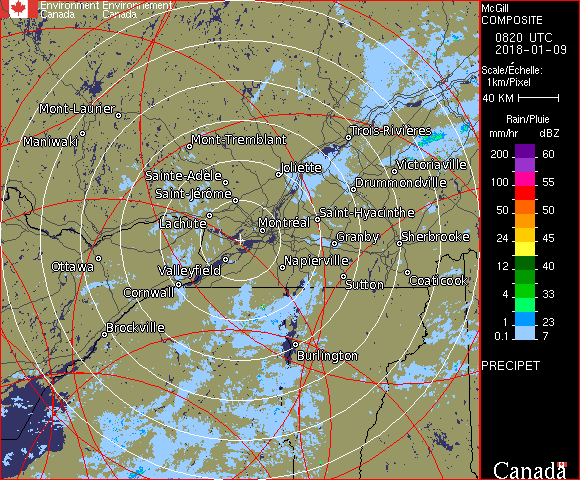 Environment Environnement
Canada Canada
McGill
COMPOSITE
0820 UTC
2018-01-09
Scale/Échelle:
1km/Pixel
40 KM
Rain/Pluie
mm/hr dBZ
200 60
57
100 55
50 50
24 45
12 40
4 33
1 23
0.1 7
PRECIPET
Canada
Mont-Laurier
Maniwaki
Mont-Tremblant
Trois-Rivières
Sainte-Adèle
Joliette
Victoriaville
Saint-Jérome
Drummondville
Lachute
Saint-Hyacinthe
Montréal
Granby
Sherbrooke
Ottawa
Valleyfield
Napierville
Cornwall
Sutton
Coaticook
Brockville
Burlington